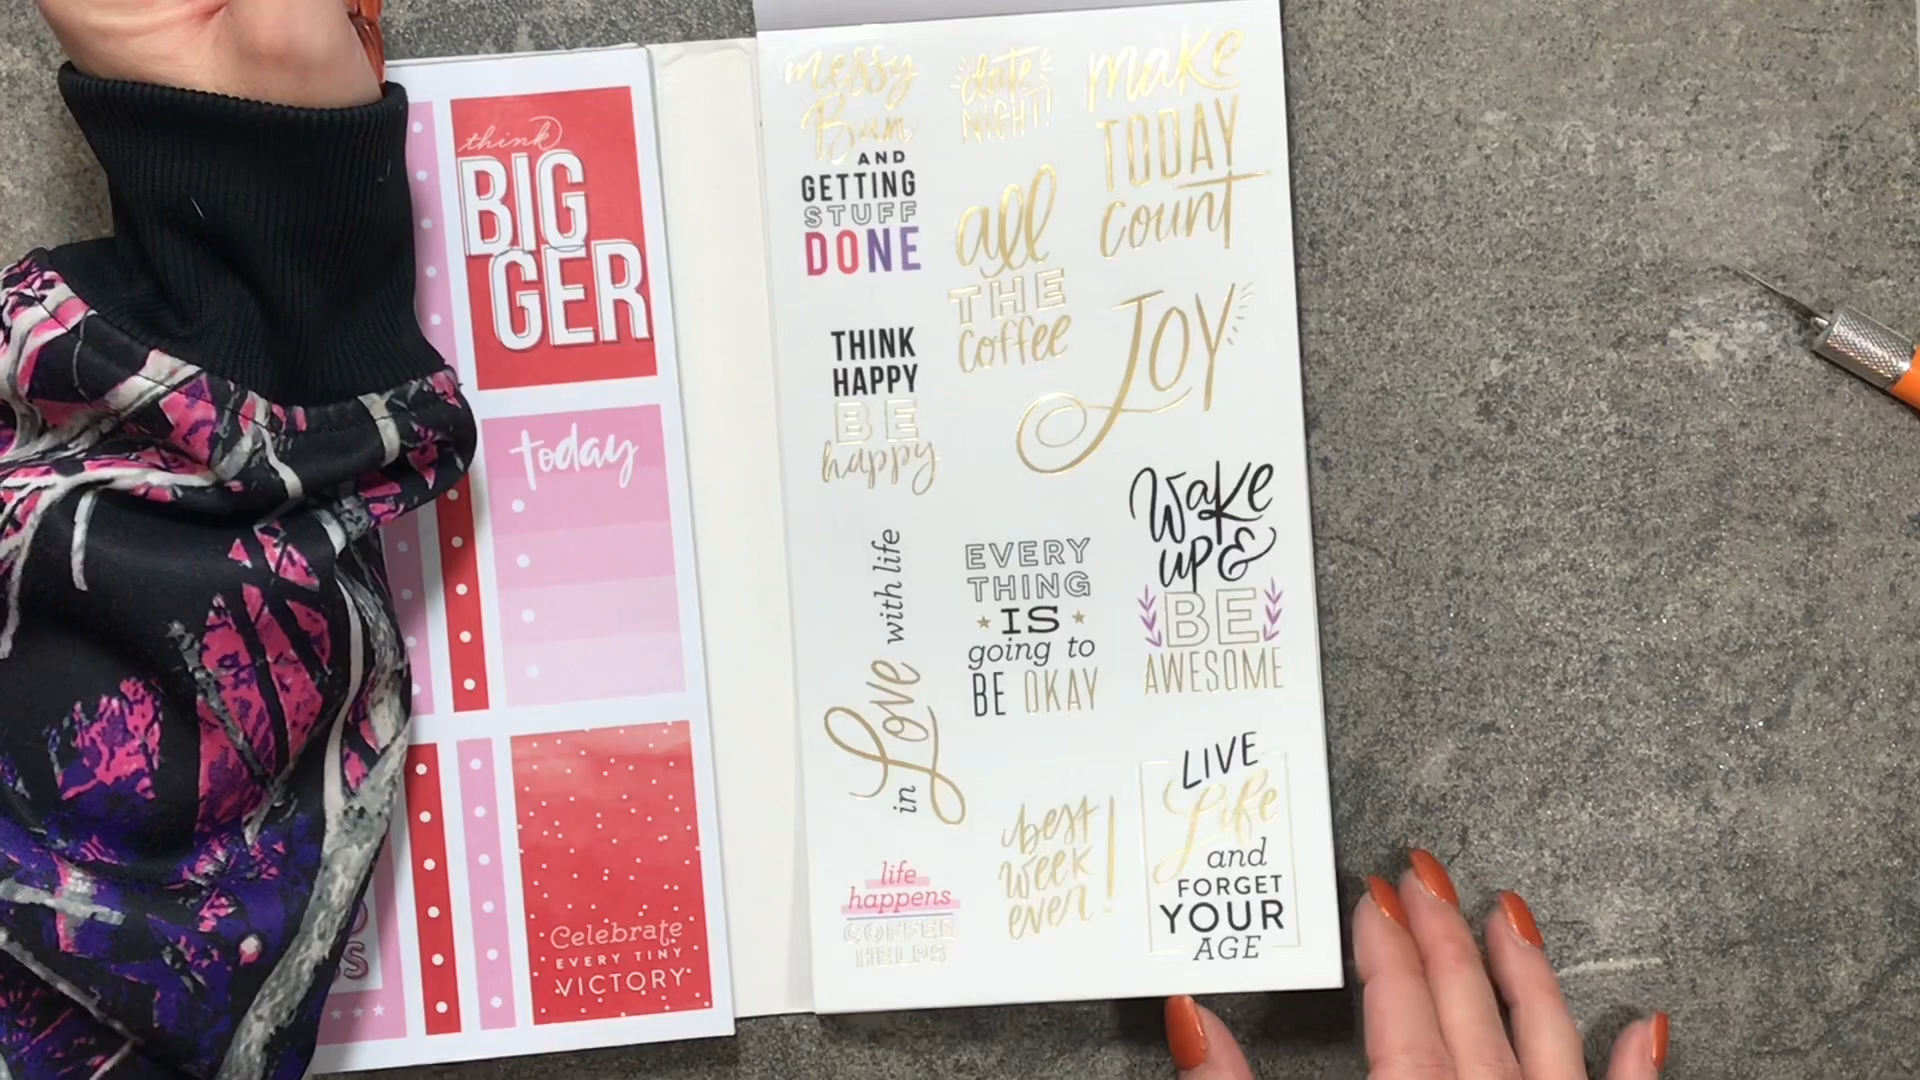 think
BIG
GER
today
Celebrate
EVERY TINY
VICTORY
messy
Bun
AND
GETTING
STUFF
DONE
date
NIGHT!
make
TODAY
count
all
THE
coffee
JOY
THINK
HAPPY
BE
happy
in Love with life
EVERY
THING
IS
going to
BE OKAY
Wake
up &
BE
AWESOME
life
happens
COFFEE
HELPS
best
week
ever!
LIVE
Life
and
FORGET
YOUR
AGE